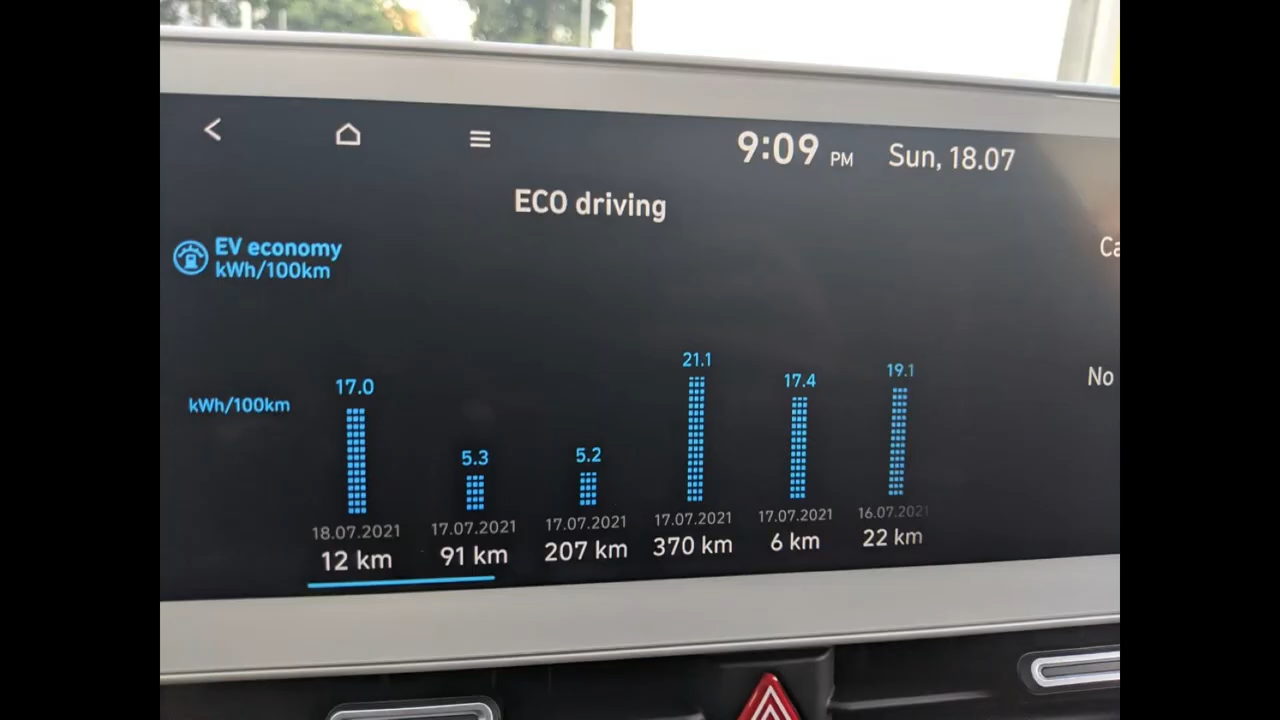 9:09 PM Sun, 18.07
ECO driving
EV economy
kWh/100km
Ca
21.1
19.1
17.4
17.0
No
kWh/100km
5.3
5.2
18.07.2021 17.07.2021 17.07.2021 17.07.2021 17.07.2021 16.07.2021
12 km 91 km 207 km 370 km 6 km 22 km